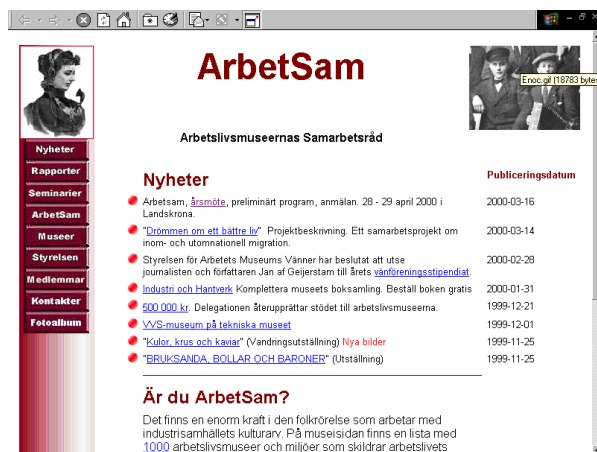 ArbetSam
Enoc.gif (18783 bytes
Arbetslivsmuseernas Samarbetsråd
Nyheter
Rapporter
Seminarier
ArbetSam
Museer
Styrelsen
Medlemmar
Kontakter
Fotoalbum
Nyheter
Publiceringsdatum
Arbetsam, årsmöte, preliminärt program, anmälan. 28 - 29 april 2000 i
Landskrona.
2000-03-16
"Drömmen om ett bättre liv" Projektbeskrivning. Ett samarbetsprojekt om
inom- och utomnationell migration.
2000-03-14
Styrelsen för Arbetets Museums Vänner har beslutat att utse
journalisten och författaren Jan af Geijerstam till årets vänföreningsstipendiat.
2000-02-28
Industri och Hantverk Komplettera museets boksamling. Beställ boken gratis
2000-01-31
500 000 kr. Delegationen återupprättar stödet till arbetslivsmuseerna.
1999-12-21
VVS-museum på tekniska museet
1999-12-01
"Kulor, krus och kaviar" (Vandringsutställning) Nya bilder
1999-11-25
"BRUKSANDA, BOLLAR OCH BARONER" (Utställning)
1999-11-25
Är du ArbetSam?
Det finns en enorm kraft i den folkrörelse som arbetar med
industrisamhällets kulturarv. På museisidan finns en lista med
1000 arbetslivsmuseer och miljöer som skildrar arbetslivets